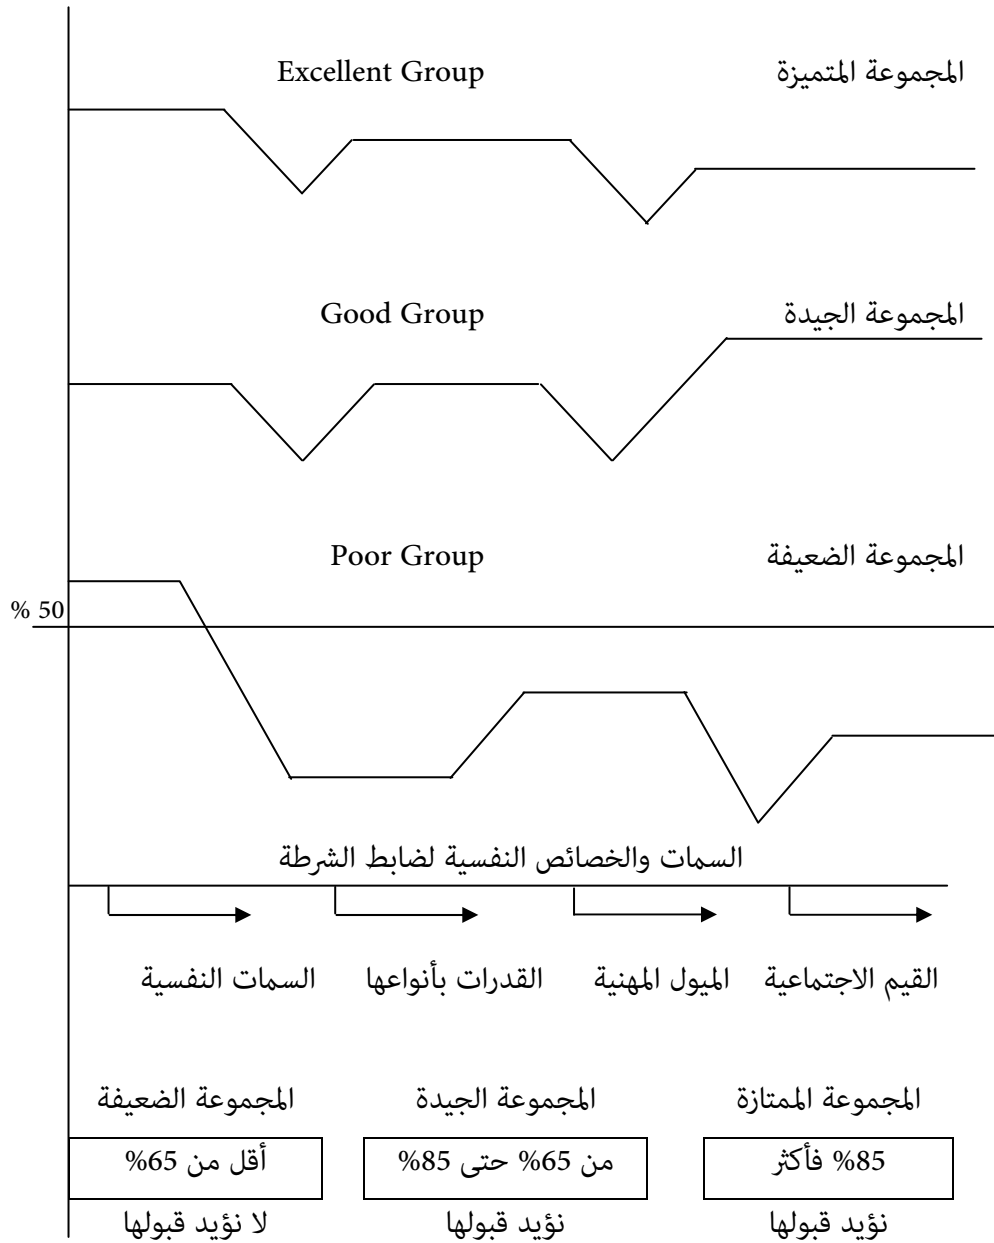 Excellent Group المجموعة المتميزة
Good Group المجموعة الجيدة
Poor Group المجموعة الضعيفة
% 50
السمات والخصائص النفسية لضابط الشرطة
السمات النفسية القدرات بأنواعها الميول المهنية القيم الاجتماعية
المجموعة الضعيفة المجموعة الجيدة المجموعة الممتازة
أقل من 65% من 65% حتى 85% 85% فأكثر
لا نؤيد قبولها نؤيد قبولها نؤيد قبولها